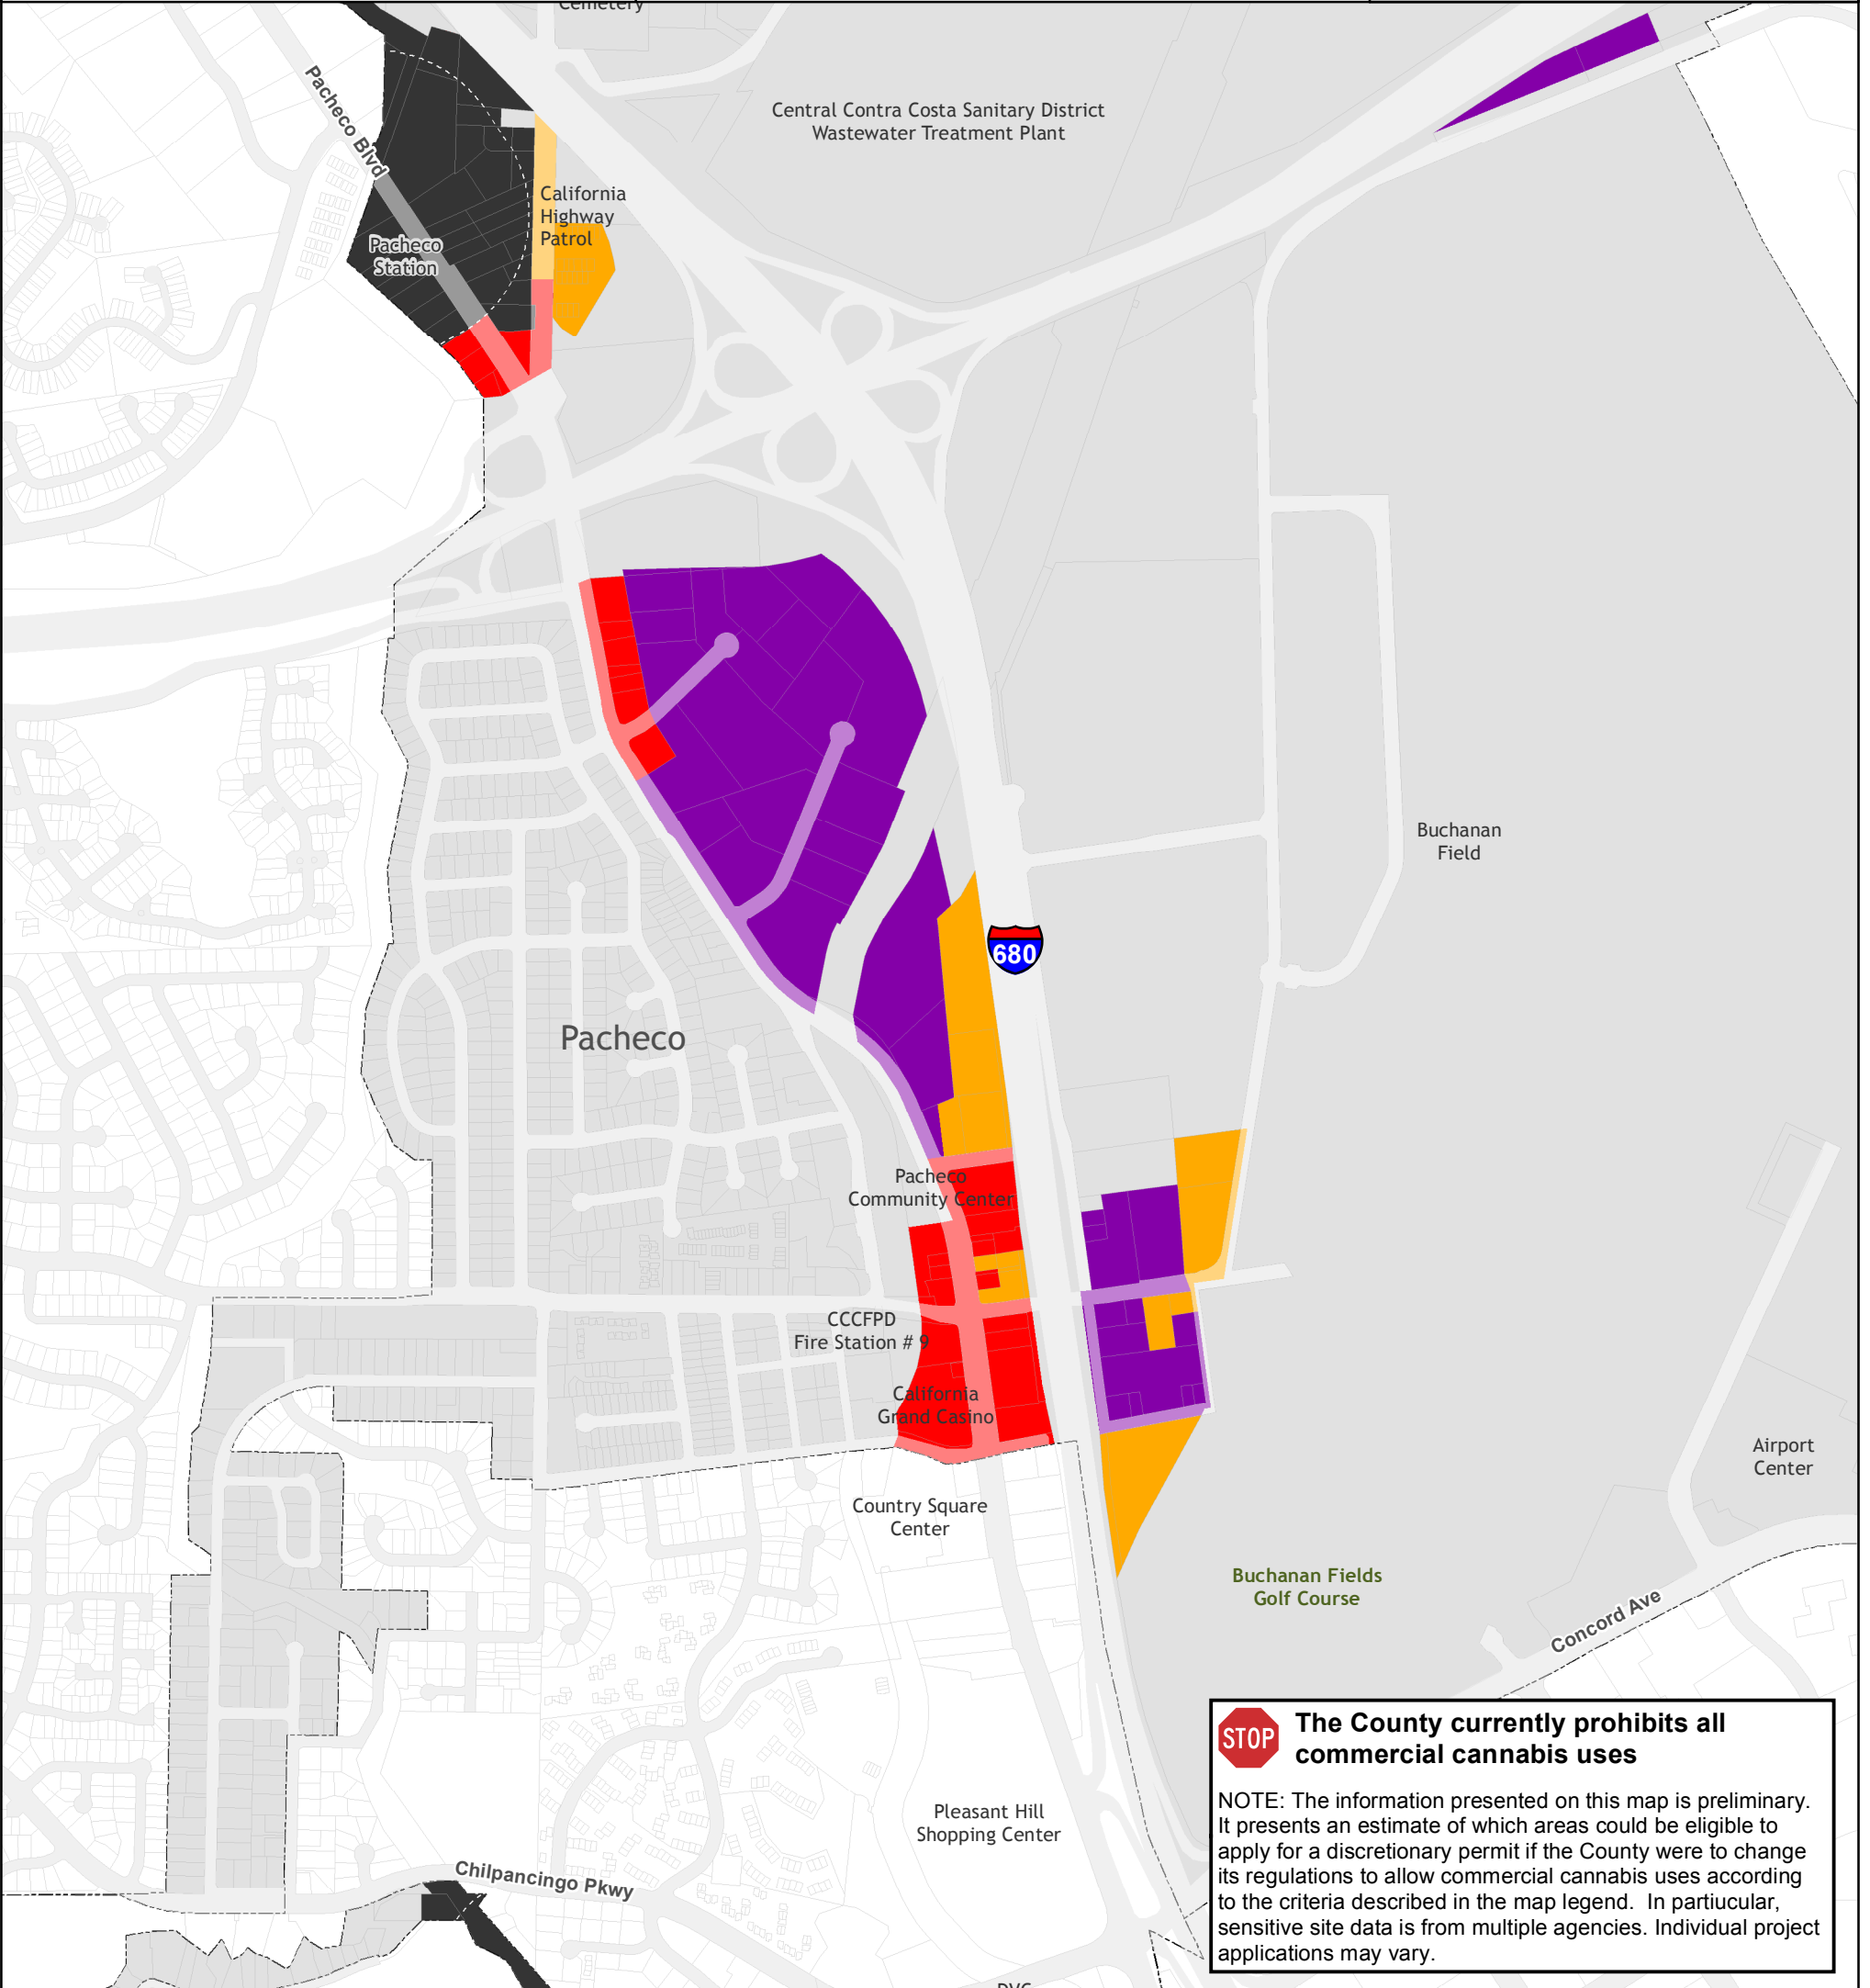 Cemetery
Pacheco Blvd
Central Contra Costa Sanitary District
Wastewater Treatment Plant
California
Highway
Patrol
Pacheco
Station
Buchanan
Field
680
Pacheco
Pacheco
Community Center
CCCFPD
Fire Station # 9
California
Grand Casino
Country Square
Center
Airport
Center
Buchanan Fields
Golf Course
Concord Ave
STOP
The County currently prohibits all
commercial cannabis uses
NOTE: The information presented on this map is preliminary.
It presents an estimate of which areas could be eligible to
apply for a discretionary permit if the County were to change
its regulations to allow commercial cannabis uses according
to the criteria described in the map legend.  In partiucular,
sensitive site data is from multiple agencies. Individual project
applications may vary.
Pleasant Hill
Shopping Center
Chilpancingo Pkwy
DVC